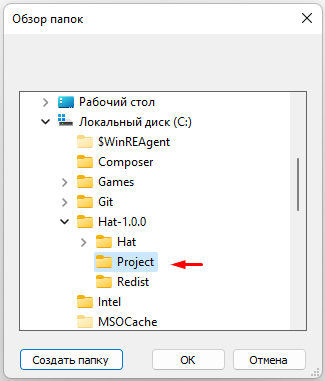 Обзор папок
Рабочий стол
Локальный диск (C:)
$WinREAgent
Composer
Games
Git
Hat-1.0.0
Hat
Project
Redist
Intel
MSOCache
Создать папку
ОК
Отмена